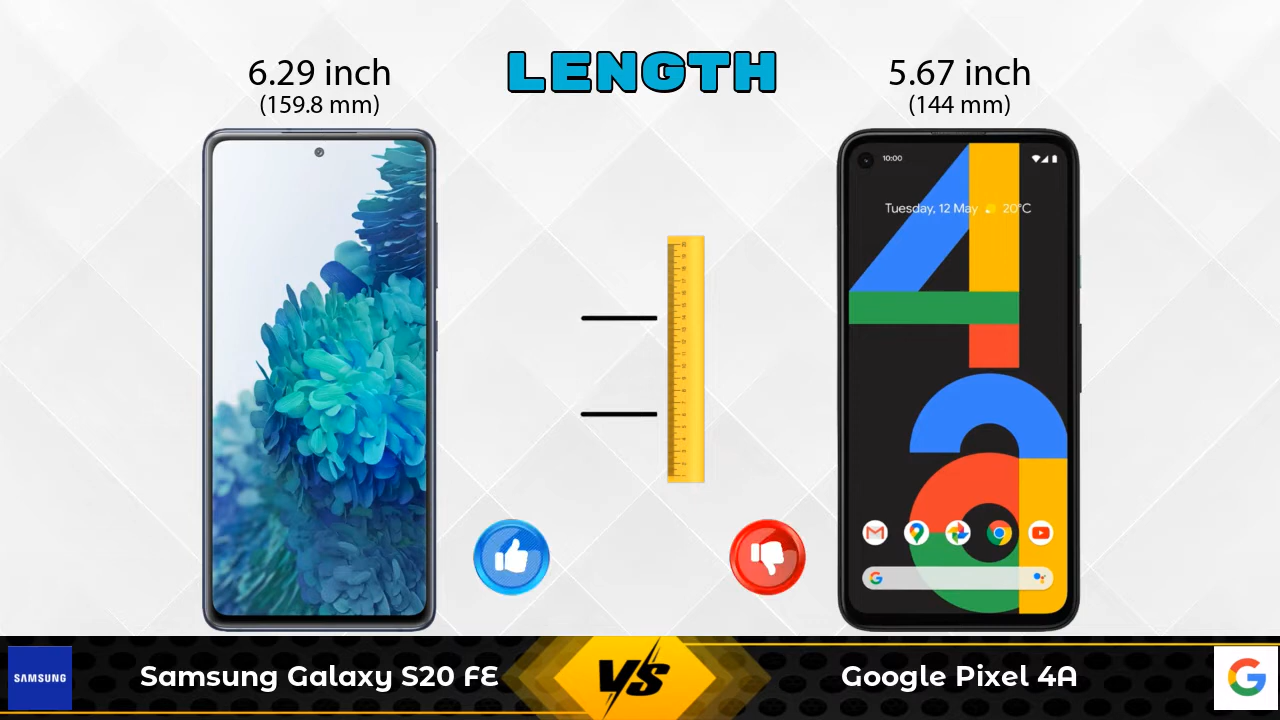 LENGTH
6.29 inch
(159.8 mm)
5.67 inch
(144 mm)
10:00
Tuesday, 12 May 20°C
SAMSUNG
Samsung Galaxy S20 FE
VS
Google Pixel 4A
G